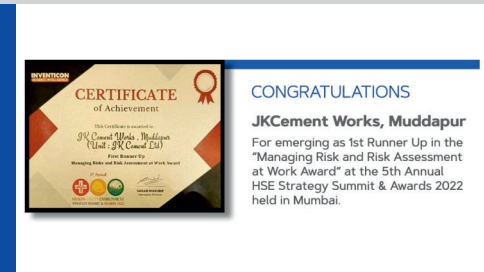 INVENTICON
CERTIFICATE
of Achievement
This Certificate is awarded to :
JK Cement Works, Muddapur
(Unit : JK Cement Ltd)
First Runner Up
Managing Risks and Risk Assessment at Work Award
5th Annual
CONGRATULATIONS
JKCement Works, Muddapur
For emerging as 1st Runner Up in the
"Managing Risk and Risk Assessment
at Work Award" at the 5th Annual
HSE Strategy Summit & Awards 2022
held in Mumbai.